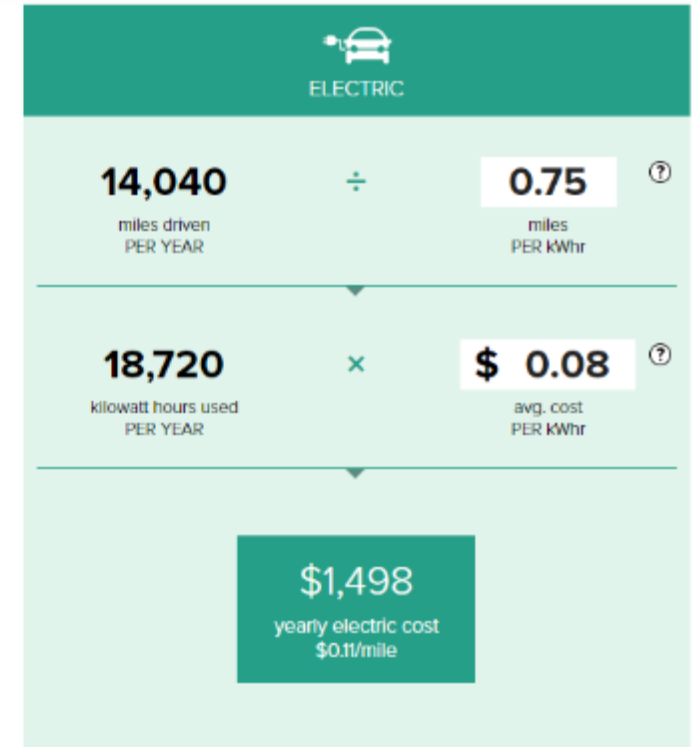 ELECTRIC
14,040 ÷ 0.75 ?
miles driven miles
PER YEAR PER kWhr
18,720 × $ 0.08 ?
kilowatt hours used avg. cost
PER YEAR PER kWhr
$1,498
yearly electric cost
$0.11/mile